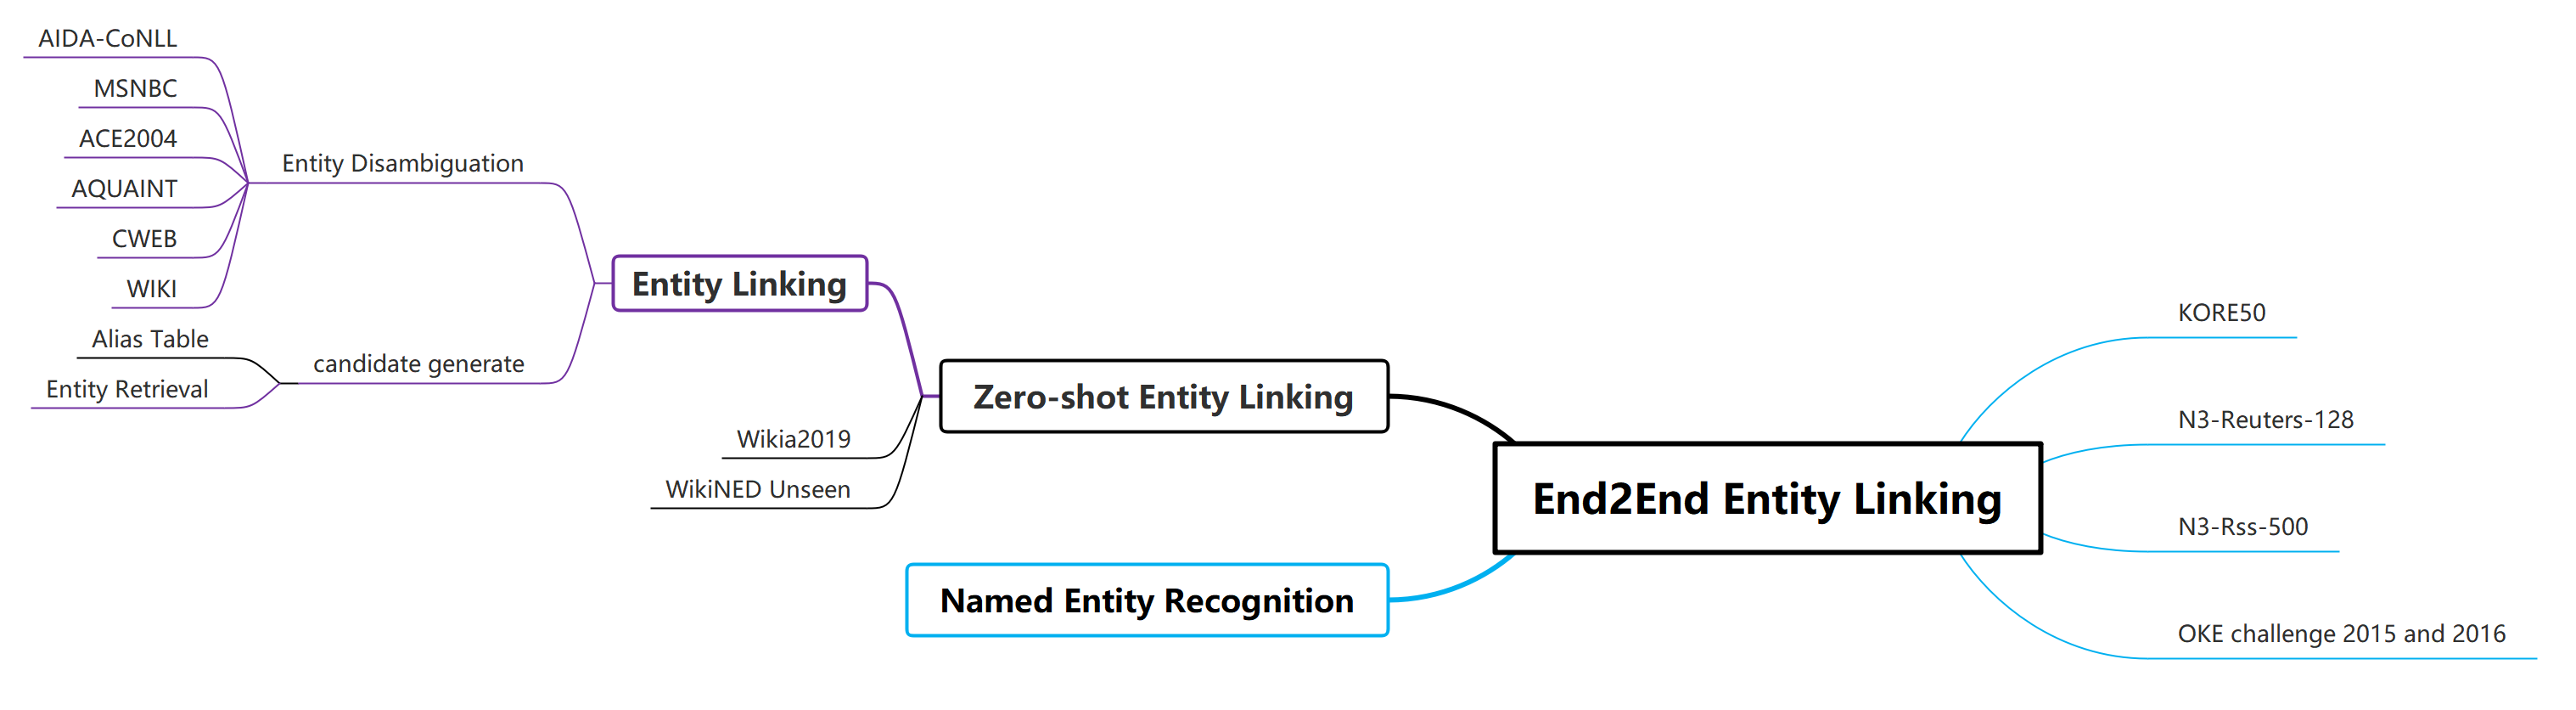 AIDA-CoNLL
MSNBC
ACE2004
AQUAINT
CWEB
WIKI
Entity Disambiguation
Alias Table
Entity Retrieval
candidate generate
Entity Linking
Wikia2019
WikiNED Unseen
Zero-shot Entity Linking
Named Entity Recognition
End2End Entity Linking
KORE50
N3-Reuters-128
N3-Rss-500
OKE challenge 2015 and 2016